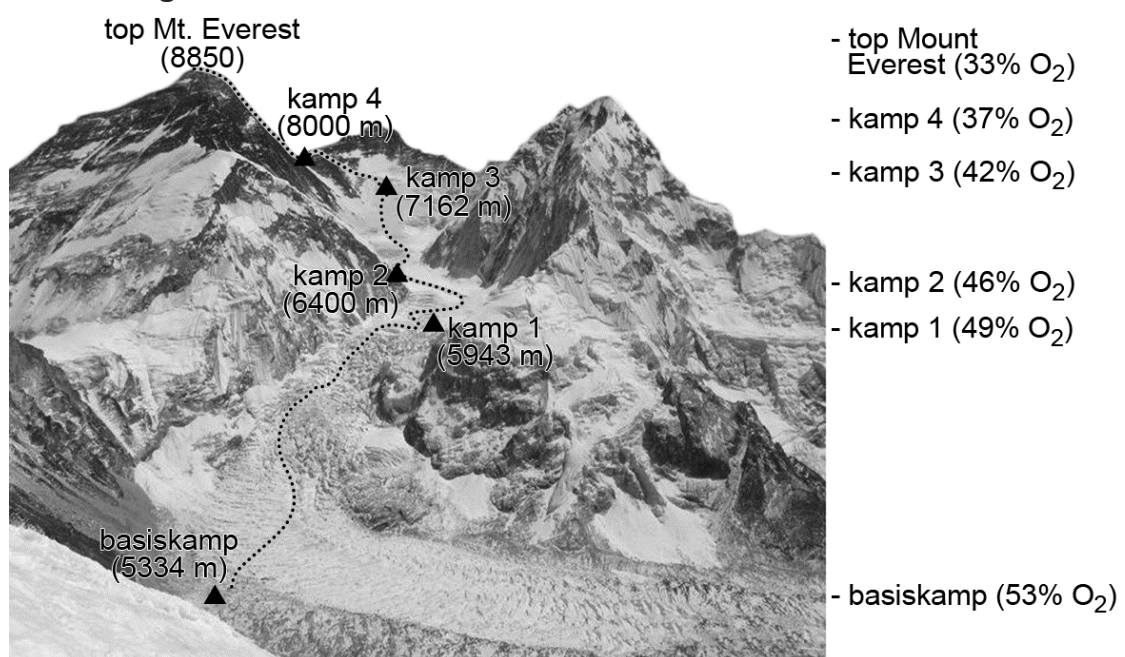 top Mt. Everest
(8850)
kamp 4
(8000 m)
kamp 3
(7162 m)
kamp 2
(6400 m)
kamp 1
(5943 m)
basiskamp
(5334 m)
- top Mount
Everest (33% O₂)
- kamp 4 (37% O₂)
- kamp 3 (42% O₂)
- kamp 2 (46% O₂)
- kamp 1 (49% O₂)
- basiskamp (53% O₂)